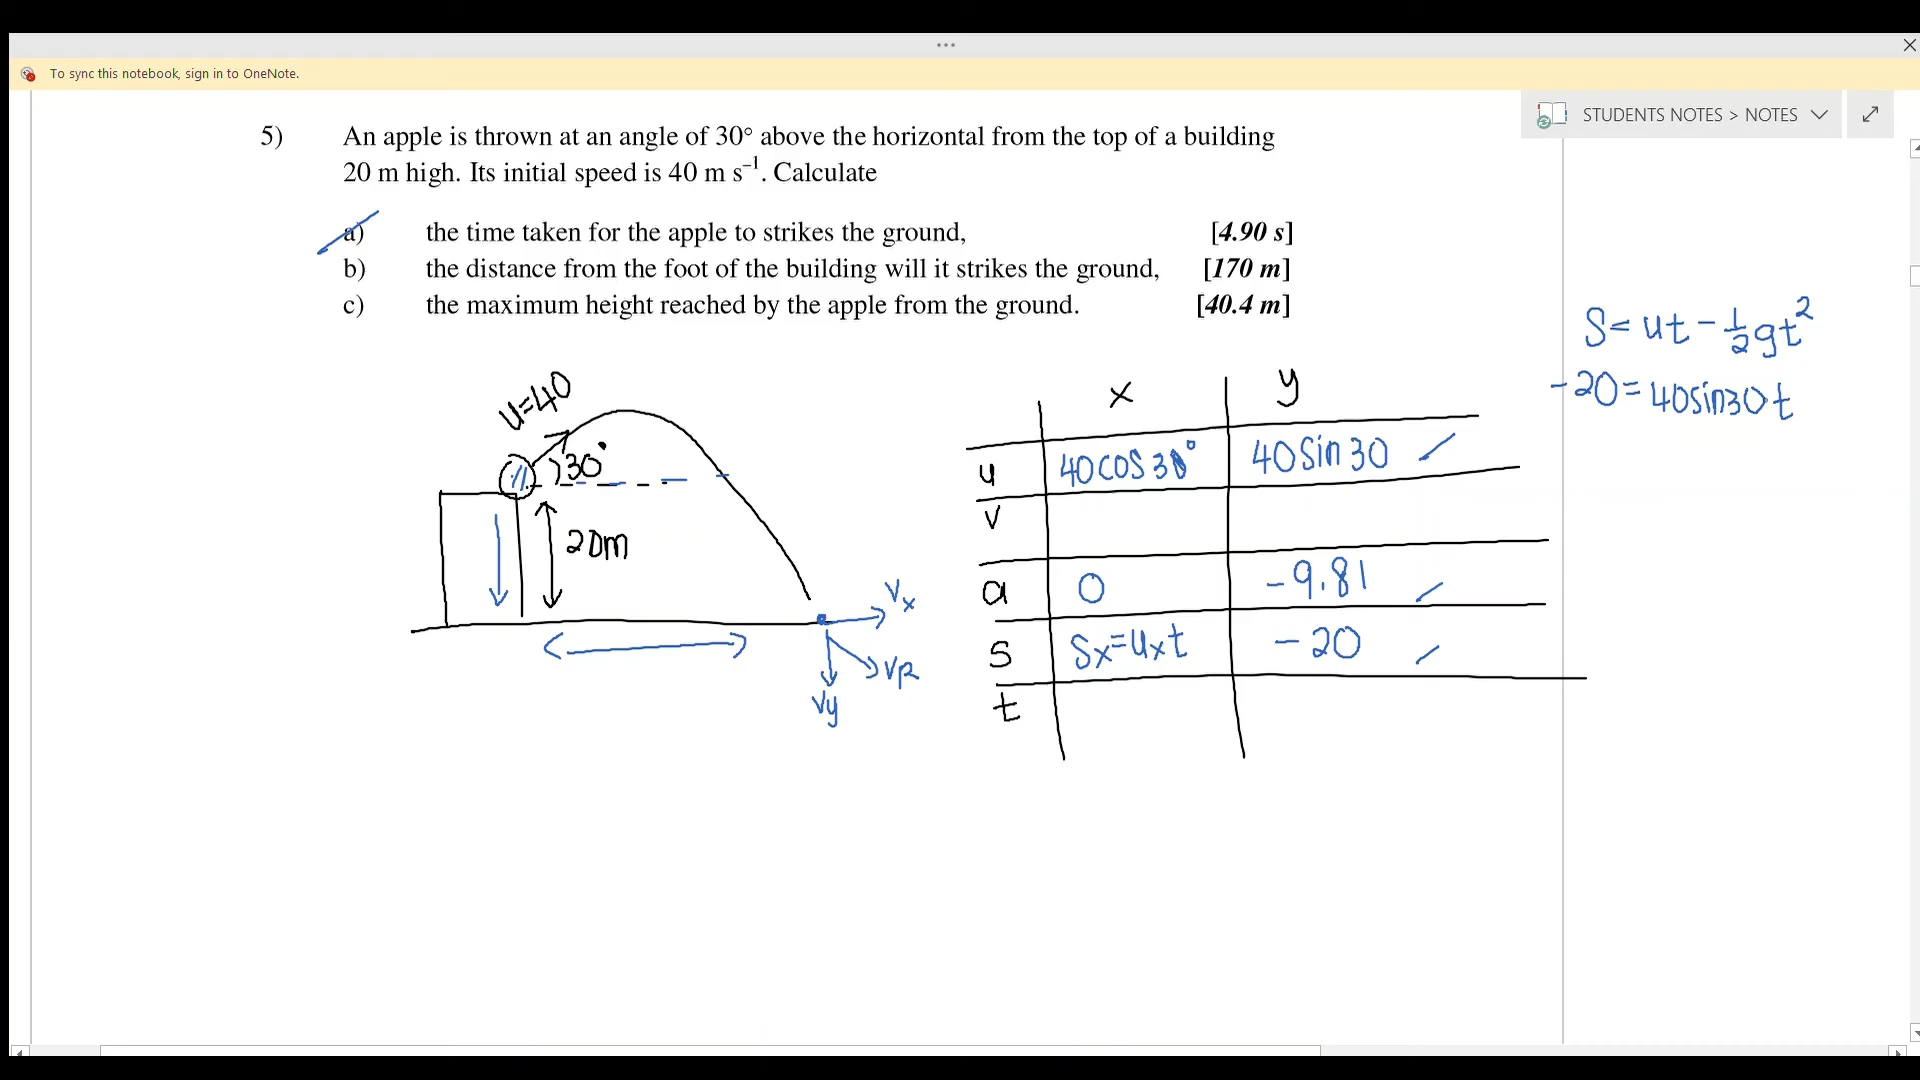 To sync this notebook, sign in to OneNote.
STUDENTS NOTES > NOTES
5) An apple is thrown at an angle of 30° above the horizontal from the top of a building
20 m high. Its initial speed is 40 m s⁻¹. Calculate
a) the time taken for the apple to strikes the ground, [4.90 s]
b) the distance from the foot of the building will it strikes the ground, [170 m]
c) the maximum height reached by the apple from the ground. [40.4 m]
S = ut - ½gt²
-20 = 40sin30t
u=40
30°
20m
Vx
VR
Vy
x y
u 40cos30° 40sin30
v
a 0 -9.81
s Sx=Uxt -20
t